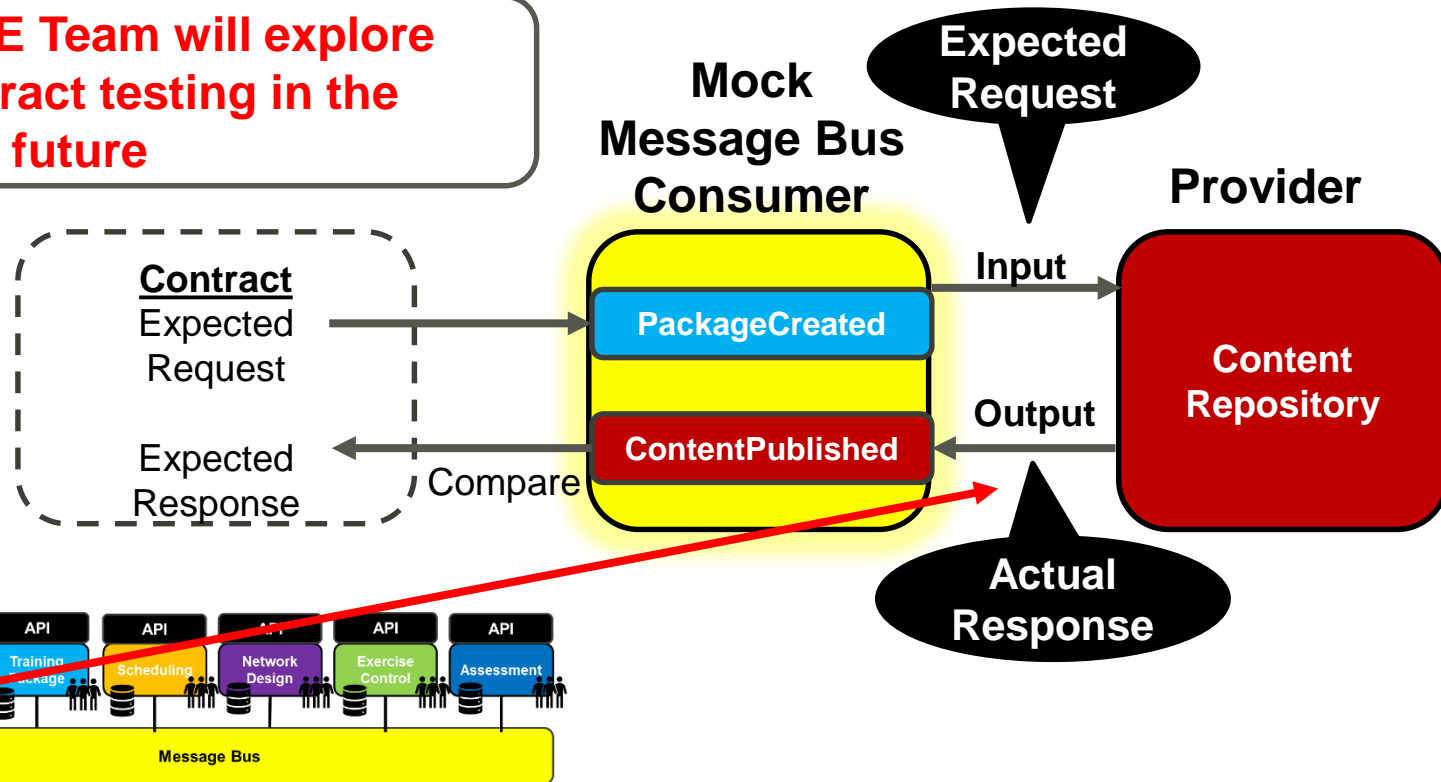 E Team will explore
ract testing in the
future
Mock
Message Bus
Consumer
Expected
Request
Provider
Contract
Expected
Request
Expected
Response
Compare
PackageCreated
ContentPublished
Input
Output
Content
Repository
Actual
Response
API
API
API
API
API
Training
Package
Scheduling
Network
Design
Exercise
Control
Assessment
Message Bus